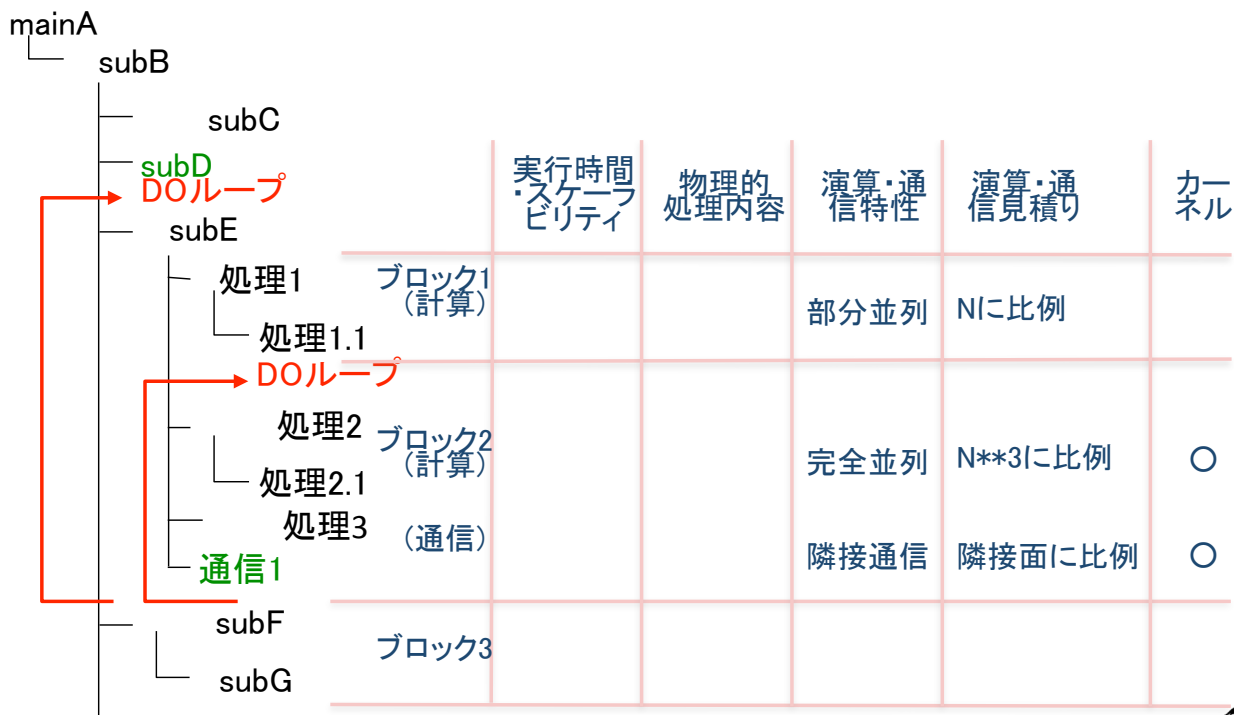 mainA
subB
subC
subD
DOループ
subE
処理1
処理1.1
DOループ
処理2
処理2.1
処理3
通信1
subF
subG
実行時間
・スケーラ
ビリティ
物理的
処理内容
演算・通
信特性
演算・通
信見積り
カー
ネル
ブロック1
(計算)
部分並列
Nに比例
ブロック2
(計算)
完全並列
N**3に比例
○
(通信)
隣接通信
隣接面に比例
○
ブロック3